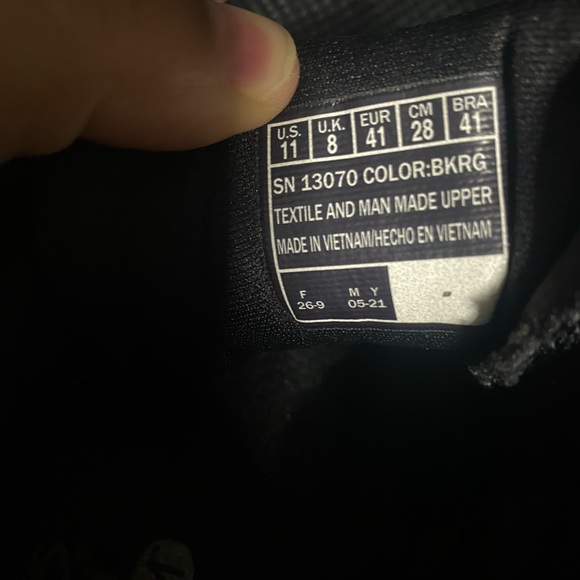 U.S. U.K. EUR CM BRA
11 8 41 28 41
SN 13070 COLOR:BKRG
TEXTILE AND MAN MADE UPPER
MADE IN VIETNAM/HECHO EN VIETNAM
F M Y
26-9 05-21